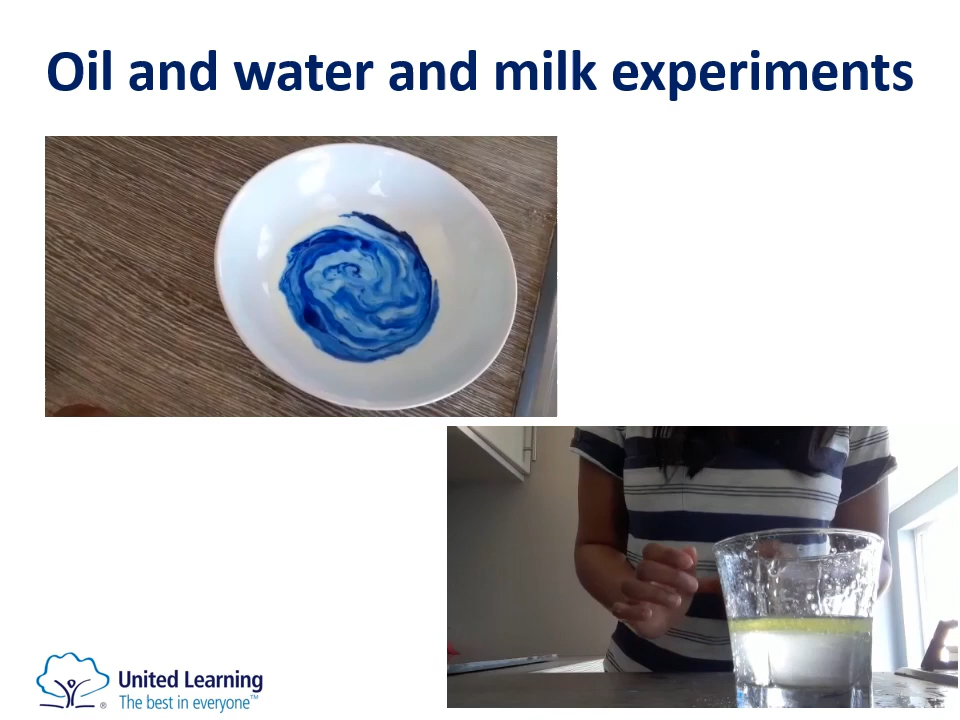 Oil and water and milk experiments
United Learning
The best in everyone™
®